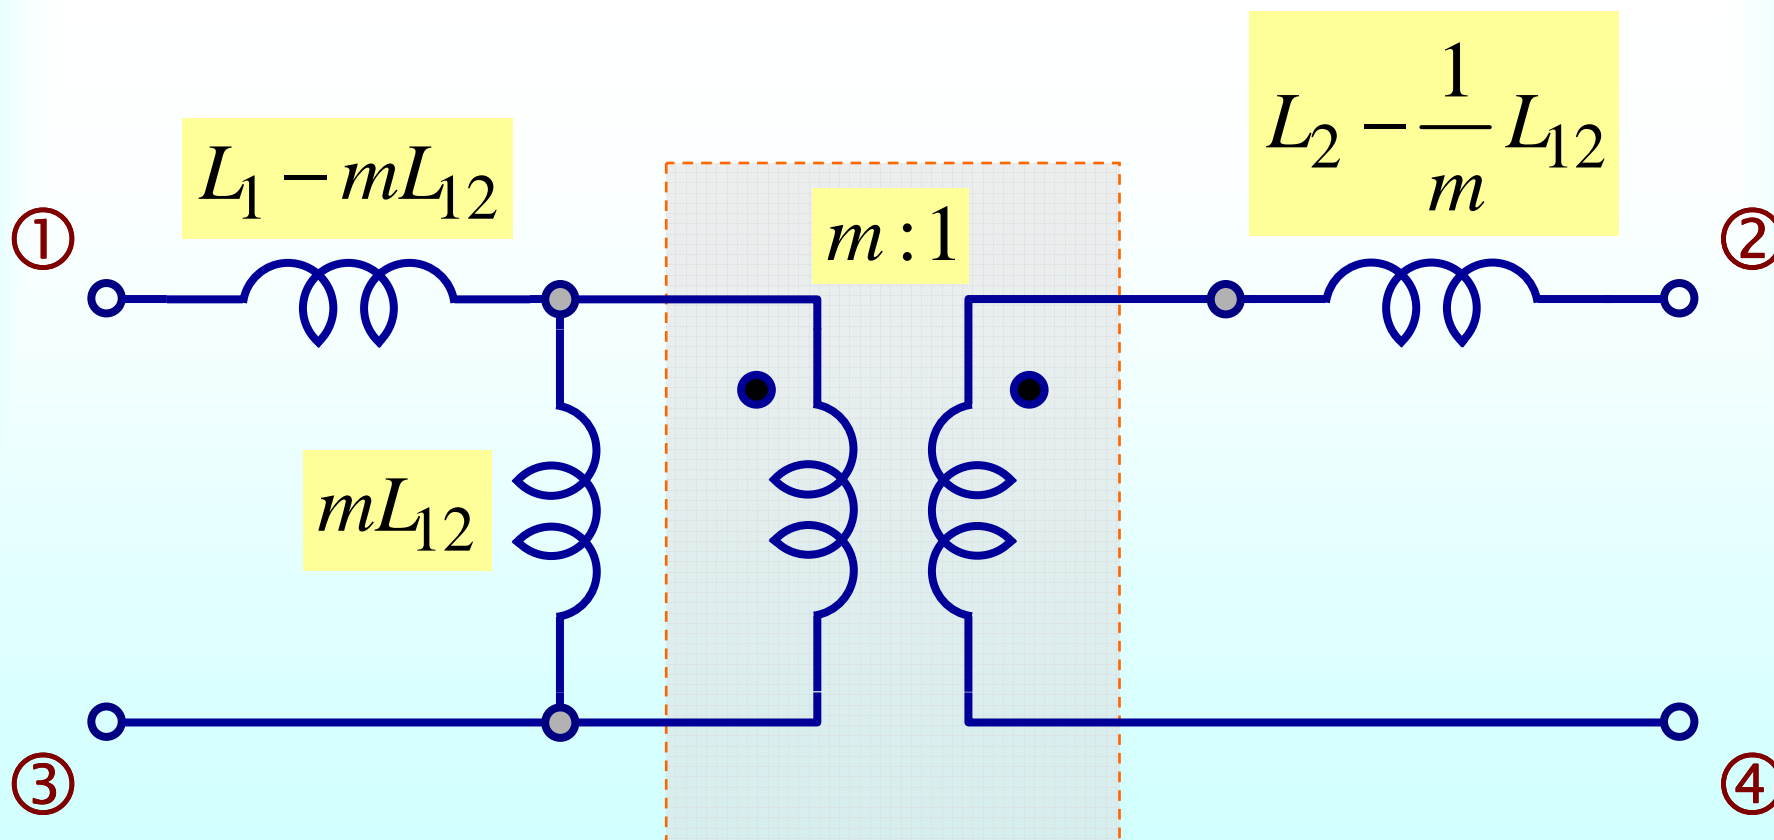 L₁ − mL₁₂
m : 1
L₂ − 1/m L₁₂
①
②
mL₁₂
③
④